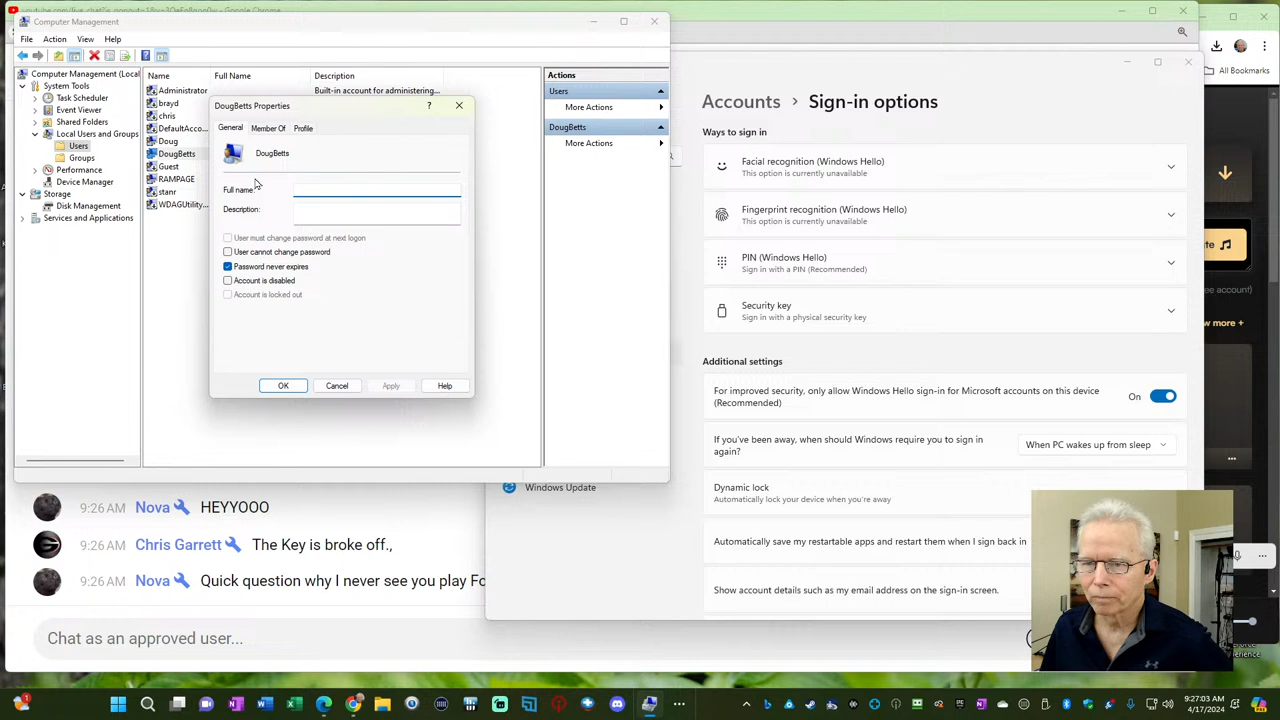 Computer Management
File Action View Help
Computer Management (Local
System Tools
Task Scheduler
Event Viewer
Shared Folders
Local Users and Groups
Users
Groups
Performance
Device Manager
Storage
Disk Management
Services and Applications
Name Full Name Description
Administrator Built-in account for administering...
brayd
chris
DefaultAcco...
Doug
DougBetts
Guest
RAMPAGE
stanr
WDAGUtility...
Actions
Users
More Actions
DougBetts
More Actions
DougBetts Properties
? 
General Member Of Profile
DougBetts
Full name:
Description:
User must change password at next logon
User cannot change password
Password never expires
Account is disabled
Account is locked out
OK Cancel Apply Help
All Bookmarks
Accounts > Sign-in options
Ways to sign in
Facial recognition (Windows Hello)
This option is currently unavailable
Fingerprint recognition (Windows Hello)
This option is currently unavailable
PIN (Windows Hello)
Sign in with a PIN (Recommended)
Security key
Sign in with a physical security key
Additional settings
For improved security, only allow Windows Hello sign-in for Microsoft accounts on this device
(Recommended)
On
If you've been away, when should Windows require you to sign in
again?
When PC wakes up from sleep
Dynamic lock
Automatically lock your device when you're away
Automatically save my restartable apps and restart them when I sign back in
Show account details such as my email address on the sign-in screen.
Windows Update
9:26 AM Nova HEYYOOO
9:26 AM Chris Garrett The Key is broke off.,
9:26 AM Nova Quick question why I never see you play Fo
Chat as an approved user...
ee account)
ow more +
erience
9:27:03 AM
4/17/2024